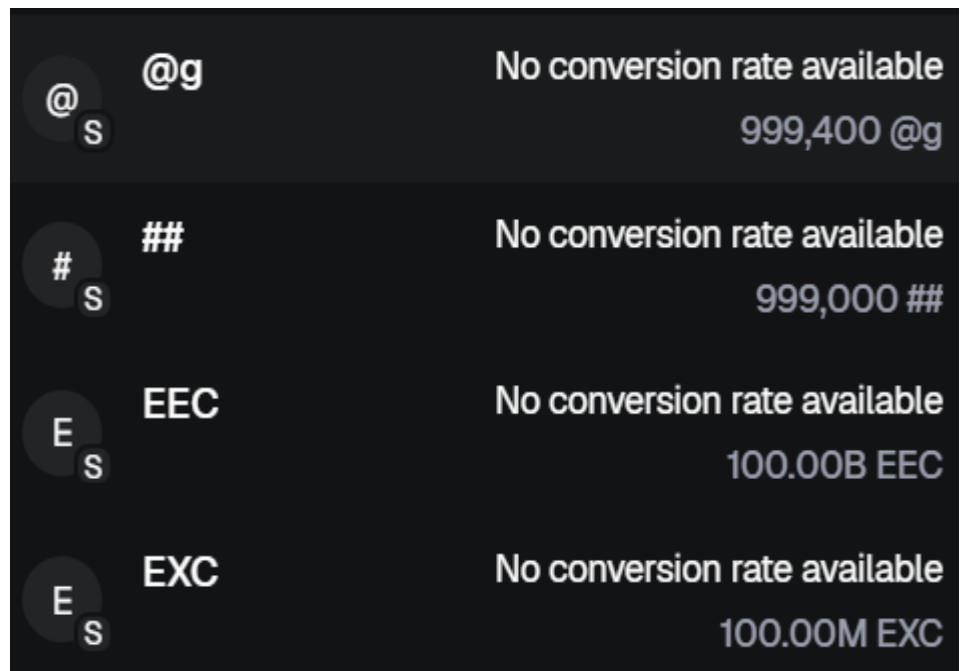 @
S
@g
No conversion rate available
999,400 @g
#
S
##
No conversion rate available
999,000 ##
E
S
EEC
No conversion rate available
100.00B EEC
E
S
EXC
No conversion rate available
100.00M EXC